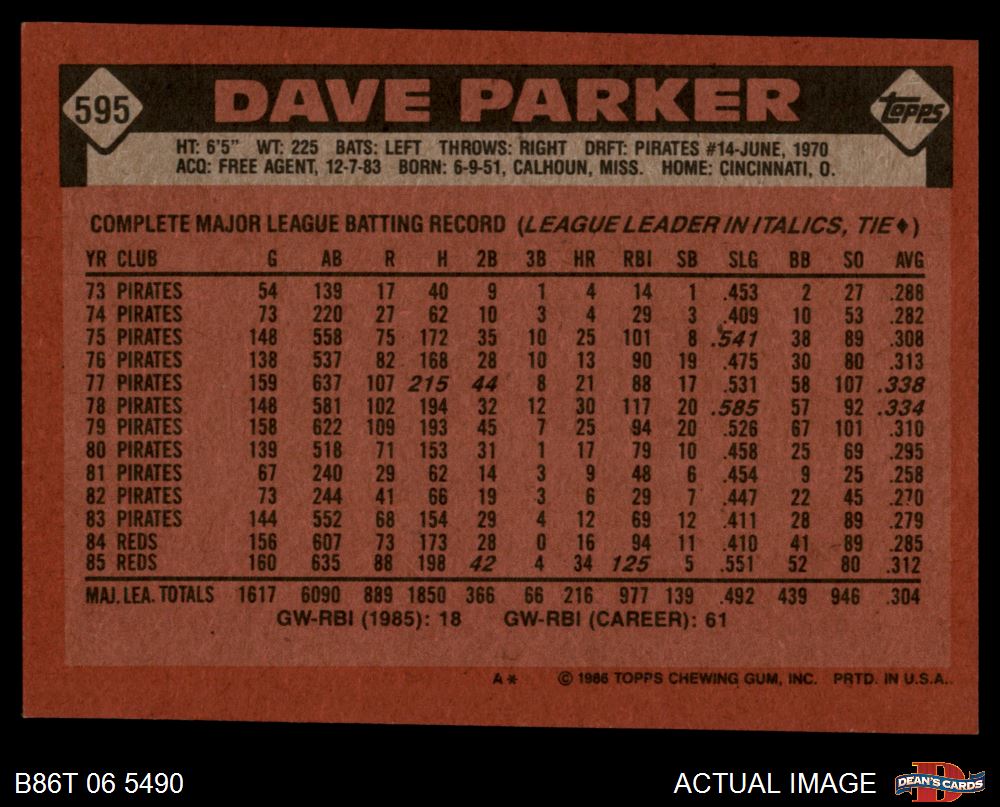 595 DAVE PARKER Topps
HT: 6'5" WT: 225 BATS: LEFT THROWS: RIGHT DRFT: PIRATES #14-JUNE, 1970
ACQ: FREE AGENT, 12-7-83 BORN: 6-9-51, CALHOUN, MISS. HOME: CINCINNATI, O.
COMPLETE MAJOR LEAGUE BATTING RECORD (LEAGUE LEADER IN ITALICS, TIE♦)
YR CLUB G AB R H 2B 3B HR RBI SB SLG BB SO AVG
73 PIRATES 54 139 17 40 9 1 4 14 1 .453 2 27 .288
74 PIRATES 73 220 27 62 10 3 4 29 3 .409 10 53 .282
75 PIRATES 148 558 75 172 35 10 25 101 8 .541 38 89 .308
76 PIRATES 138 537 82 168 28 10 13 90 19 .475 30 80 .313
77 PIRATES 159 637 107 215 44 8 21 88 17 .531 58 107 .338
78 PIRATES 148 581 102 194 32 12 30 117 20 .585 57 92 .334
79 PIRATES 158 622 109 193 45 7 25 94 20 .526 67 101 .310
80 PIRATES 139 518 71 153 31 1 17 79 10 .458 25 69 .295
81 PIRATES 67 240 29 62 14 3 9 48 6 .454 9 25 .258
82 PIRATES 73 244 41 66 19 3 6 29 7 .447 22 45 .270
83 PIRATES 144 552 68 154 29 4 12 69 12 .411 28 89 .279
84 REDS 156 607 73 173 28 0 16 94 11 .410 41 89 .285
85 REDS 160 635 88 198 42 4 34 125 5 .551 52 80 .312
MAJ. LEA. TOTALS 1617 6090 889 1850 366 66 216 977 139 .492 439 946 .304
GW-RBI (1985): 18 GW-RBI (CAREER): 61
A* © 1986 TOPPS CHEWING GUM, INC. PRTD. IN U.S.A.
B86T 06 5490 ACTUAL IMAGE DEAN'S CARDS